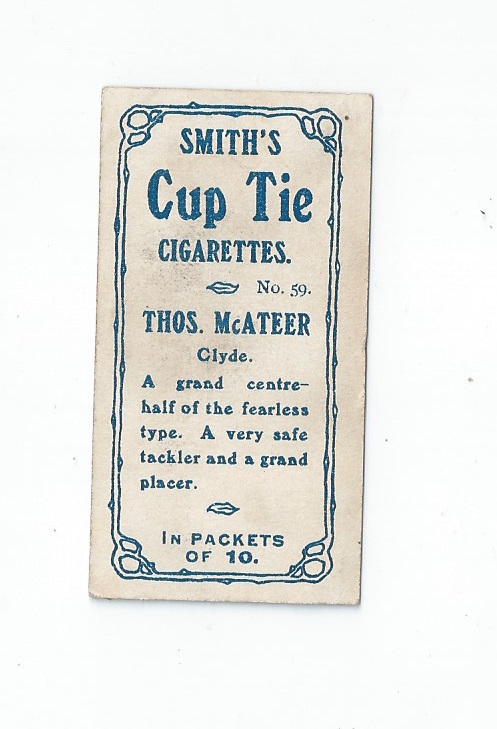 SMITH'S
Cup Tie
CIGARETTES.
No. 59.
THOS. McATEER
Clyde.
A grand centre-
half of the fearless
type. A very safe
tackler and a grand
placer.
IN PACKETS
OF 10.